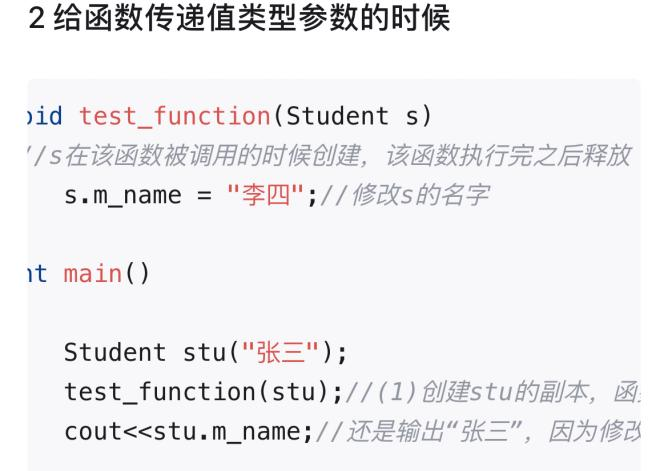 2 给函数传递值类型参数的时候
oid test_function(Student s)
//s在该函数被调用的时候创建，该函数执行完之后释放
s.m_name = "李四";//修改s的名字
nt main()
Student stu("张三");
test_function(stu);//(1)创建stu的副本，函
cout<<stu.m_name;//还是输出“张三”，因为修改